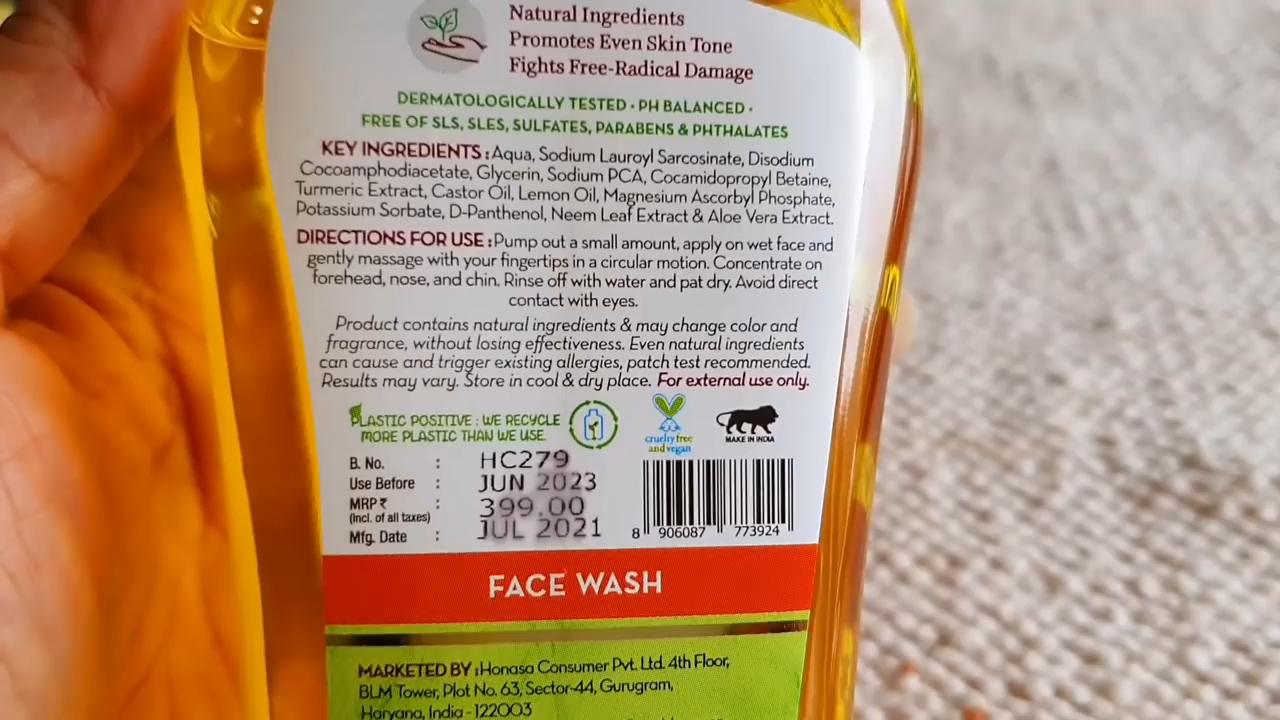 Natural Ingredients
Promotes Even Skin Tone
Fights Free-Radical Damage
DERMATOLOGICALLY TESTED • PH BALANCED •
FREE OF SLS, SLES, SULFATES, PARABENS & PHTHALATES
KEY INGREDIENTS : Aqua, Sodium Lauroyl Sarcosinate, Disodium
Cocoamphodiacetate, Glycerin, Sodium PCA, Cocamidopropyl Betaine,
Turmeric Extract, Castor Oil, Lemon Oil, Magnesium Ascorbyl Phosphate,
Potassium Sorbate, D-Panthenol, Neem Leaf Extract & Aloe Vera Extract.
DIRECTIONS FOR USE : Pump out a small amount, apply on wet face and
gently massage with your fingertips in a circular motion. Concentrate on
forehead, nose, and chin. Rinse off with water and pat dry. Avoid direct
contact with eyes.
Product contains natural ingredients & may change color and
fragrance, without losing effectiveness. Even natural ingredients
can cause and trigger existing allergies, patch test recommended.
Results may vary. Store in cool & dry place. For external use only.
PLASTIC POSITIVE : WE RECYCLE
MORE PLASTIC THAN WE USE.
cruelty free
and vegan
MAKE IN INDIA
B. No. : HC279
Use Before : JUN 2023
MRP ₹ : 399.00
(Incl. of all taxes)
Mfg. Date : JUL 2021
8 906087 773924
FACE WASH
MARKETED BY : Honasa Consumer Pvt. Ltd. 4th Floor,
BLM Tower, Plot No. 63, Sector-44, Gurugram,
Haryana, India - 122003